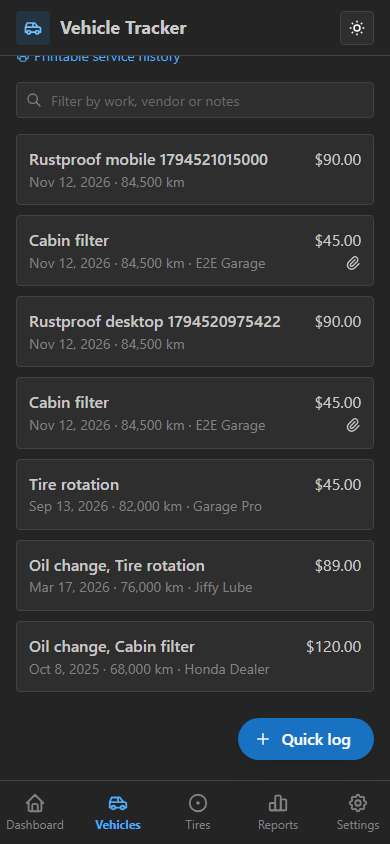 Vehicle Tracker
Printable service history
Filter by work, vendor or notes
Rustproof mobile 1794521015000 $90.00
Nov 12, 2026 · 84,500 km
Cabin filter $45.00
Nov 12, 2026 · 84,500 km · E2E Garage
Rustproof desktop 1794520975422 $90.00
Nov 12, 2026 · 84,500 km
Cabin filter $45.00
Nov 12, 2026 · 84,500 km · E2E Garage
Tire rotation $45.00
Sep 13, 2026 · 82,000 km · Garage Pro
Oil change, Tire rotation $89.00
Mar 17, 2026 · 76,000 km · Jiffy Lube
Oil change, Cabin filter $120.00
Oct 8, 2025 · 68,000 km · Honda Dealer
+ Quick log
Dashboard Vehicles Tires Reports Settings